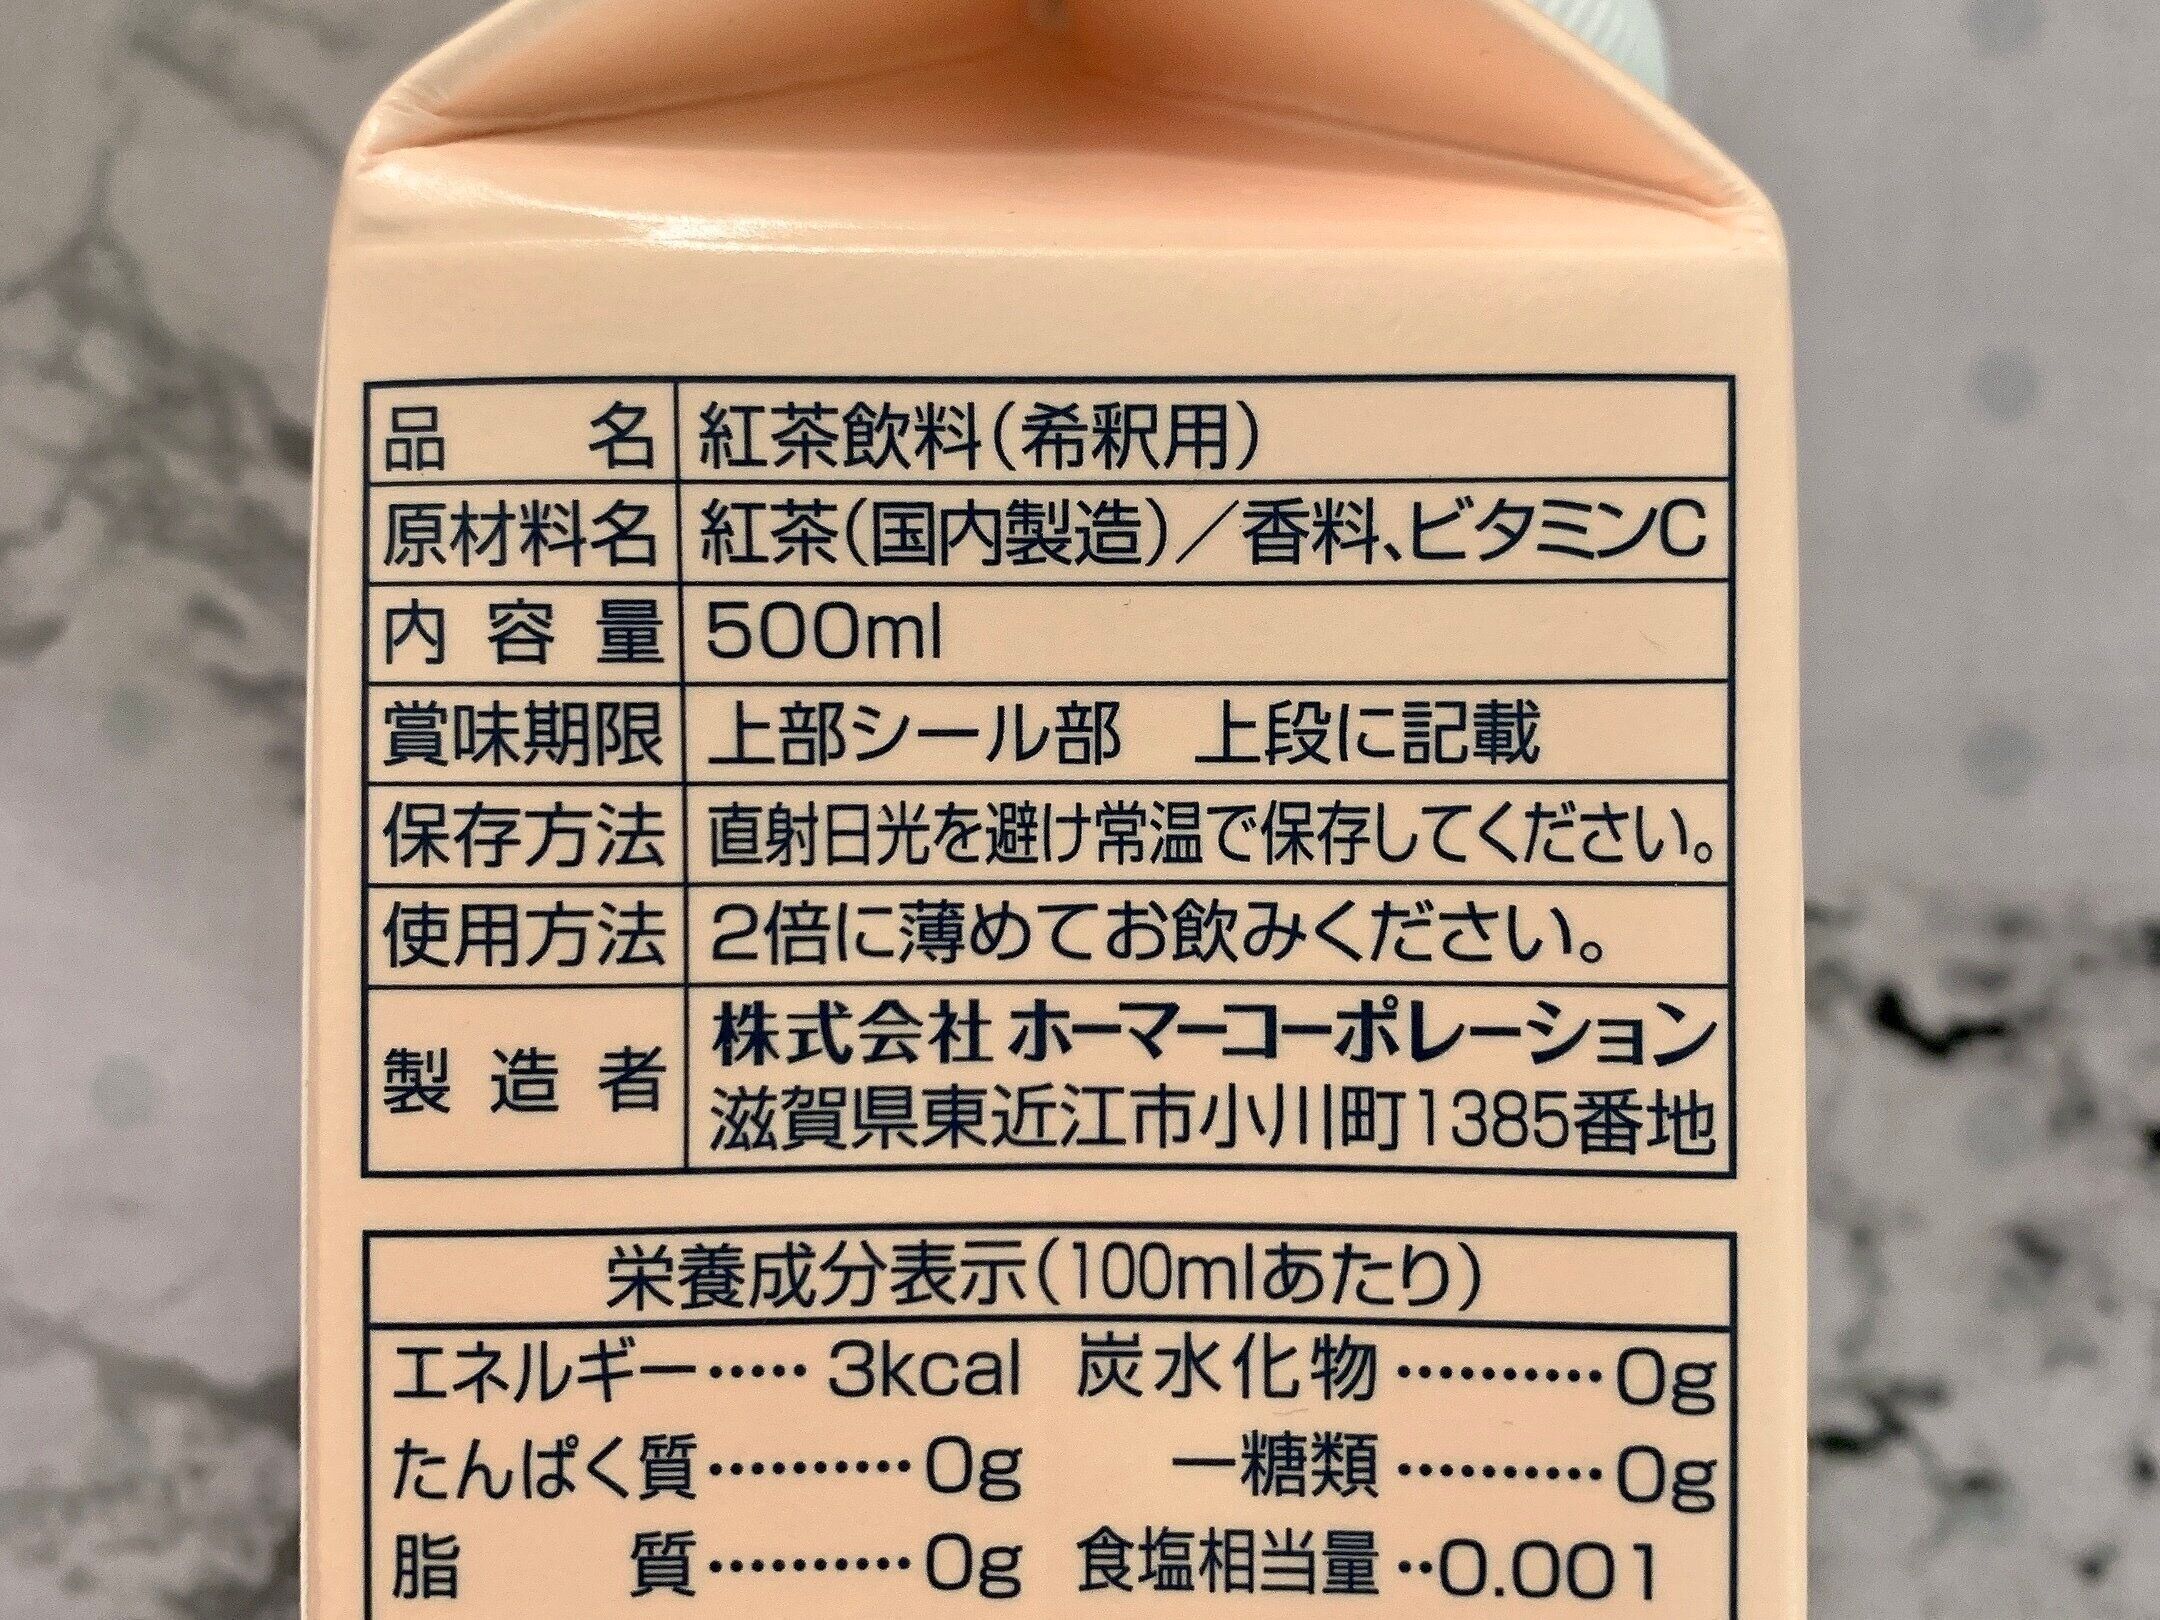 品名 紅茶飲料(希釈用)
原材料名 紅茶(国内製造)／香料、ビタミンC
内容量 500ml
賞味期限 上部シール部　上段に記載
保存方法 直射日光を避け常温で保存してください。
使用方法 2倍に薄めてお飲みください。
製造者 株式会社 ホーマーコーポレーション
滋賀県東近江市小川町1385番地
栄養成分表示(100mlあたり)
エネルギー…… 3kcal 炭水化物………… 0g
たんぱく質………… 0g ー糖類………… 0g
脂質………… 0g 食塩相当量‥0.001